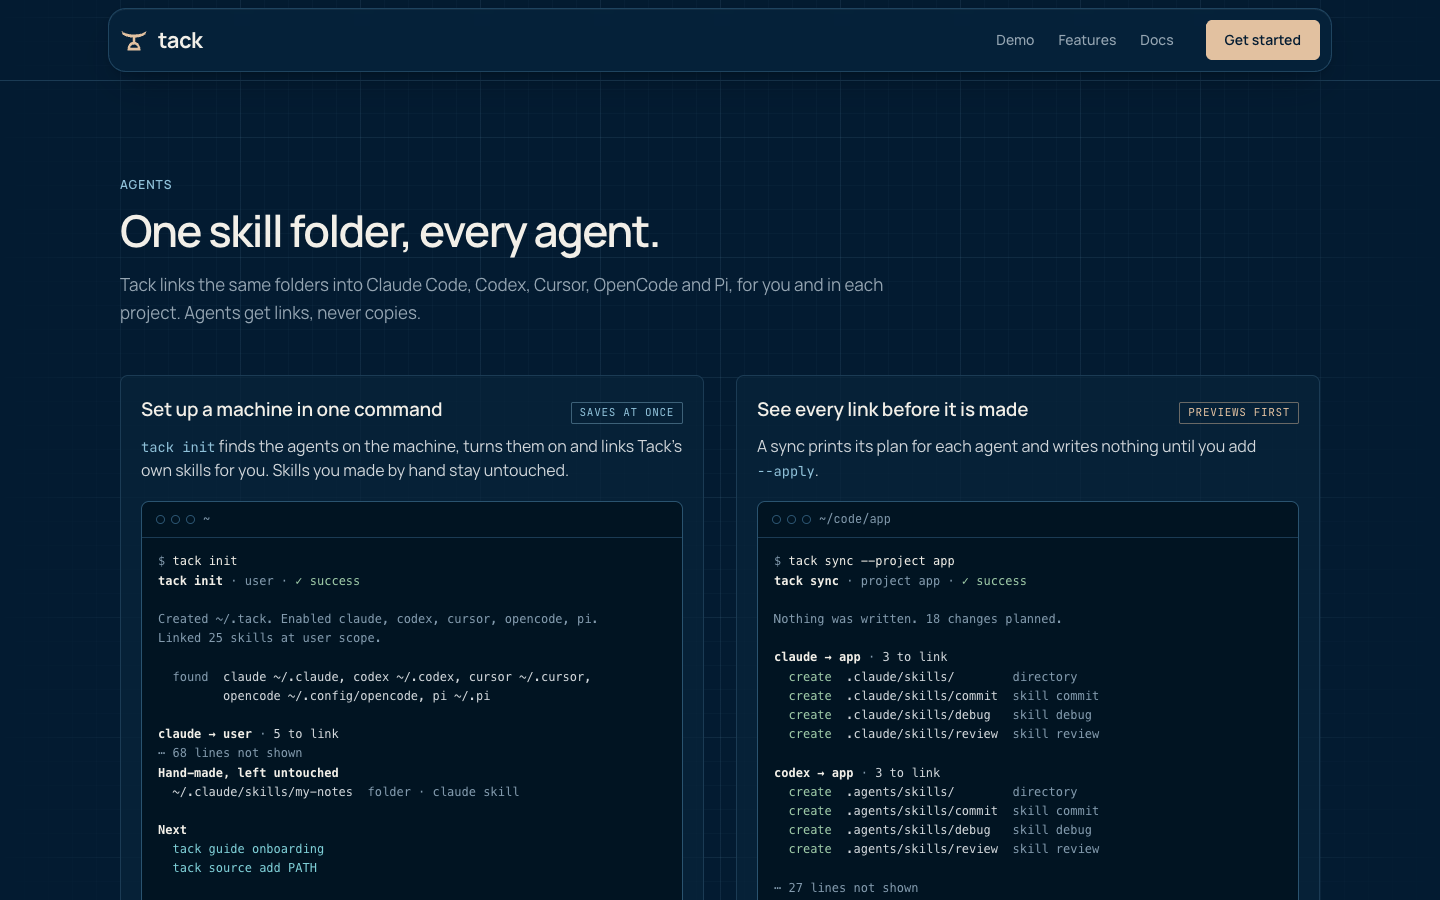 tack
Demo
Features
Docs
Get started
AGENTS
One skill folder, every agent.
Tack links the same folders into Claude Code, Codex, Cursor, OpenCode and Pi, for you and in each
project. Agents get links, never copies.
Set up a machine in one command
SAVES AT ONCE
tack init finds the agents on the machine, turns them on and links Tack's
own skills for you. Skills you made by hand stay untouched.
~
$ tack init
tack init · user · ✓ success
Created ~/.tack. Enabled claude, codex, cursor, opencode, pi.
Linked 25 skills at user scope.
found claude ~/.claude, codex ~/.codex, cursor ~/.cursor,
opencode ~/.config/opencode, pi ~/.pi
claude → user · 5 to link
⋯ 68 lines not shown
Hand-made, left untouched
~/.claude/skills/my-notes folder · claude skill
Next
tack guide onboarding
tack source add PATH
See every link before it is made
PREVIEWS FIRST
A sync prints its plan for each agent and writes nothing until you add
--apply.
~/code/app
$ tack sync --project app
tack sync · project app · ✓ success
Nothing was written. 18 changes planned.
claude → app · 3 to link
create .claude/skills/ directory
create .claude/skills/commit skill commit
create .claude/skills/debug skill debug
create .claude/skills/review skill review
codex → app · 3 to link
create .agents/skills/ directory
create .agents/skills/commit skill commit
create .agents/skills/debug skill debug
create .agents/skills/review skill review
⋯ 27 lines not shown